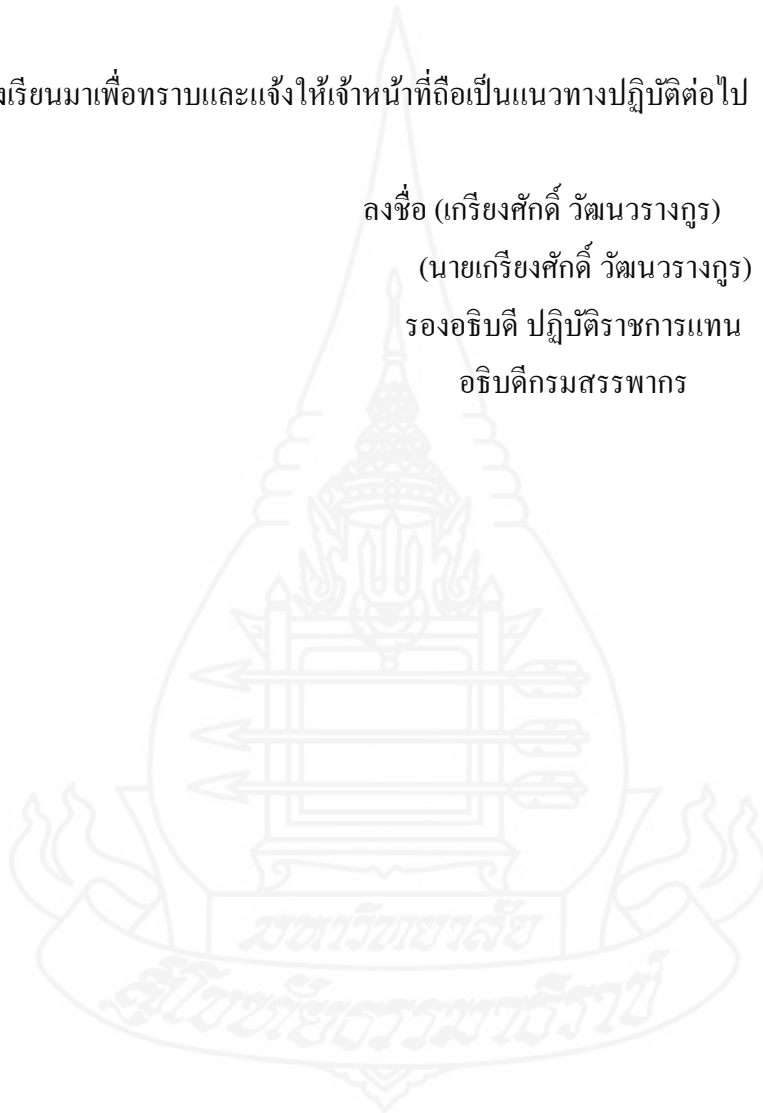 เรียนมาเพื่อทราบและแจ้งให้เจ้าหน้าที่ถือเป็นแนวทางปฏิบัติต่อไป
ลงชื่อ (เกรียงศักดิ์ วัฒนวรางกูร)
(นายเกรียงศักดิ์ วัฒนวรางกูร)
รองอธิบดี ปฏิบัติราชการแทน
อธิบดีกรมสรรพากร
มหาวิทยาลัย
สุโขทัยธรรมาธิราช